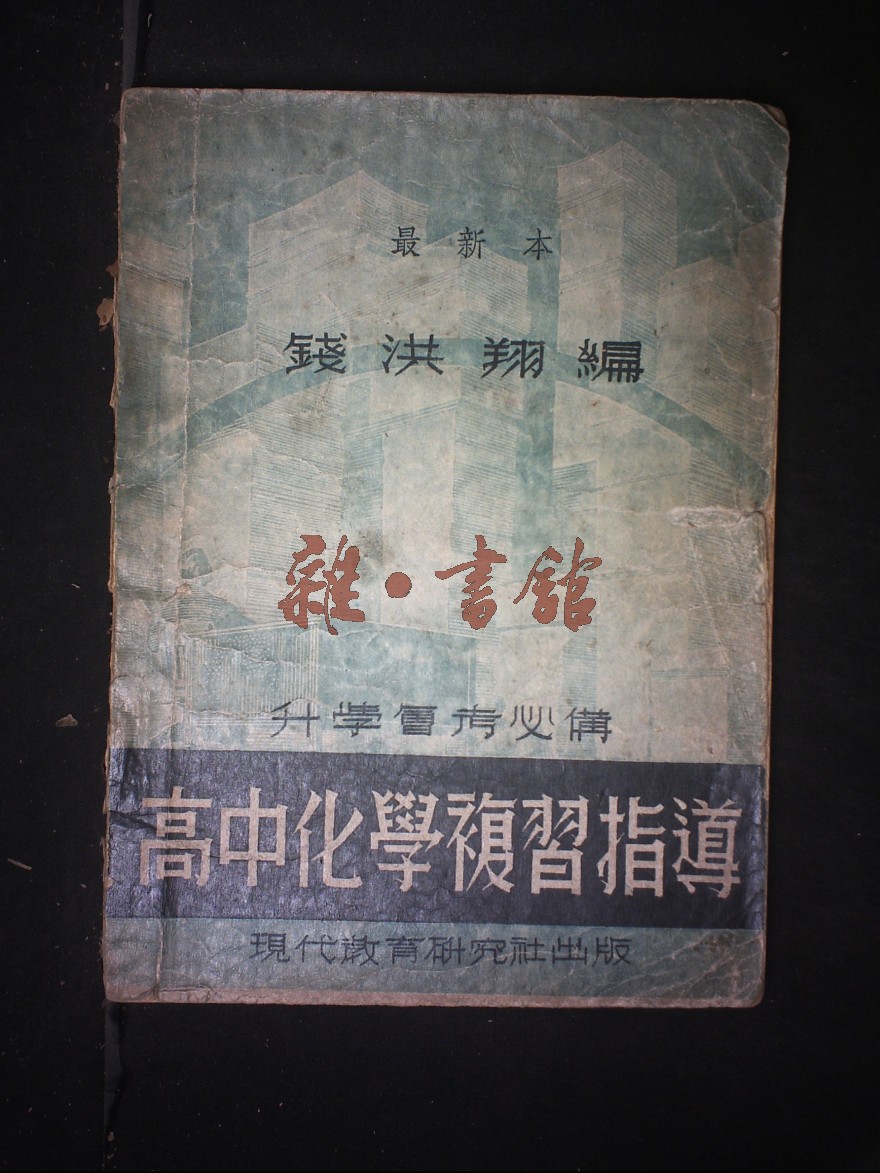 最新本
錢洪翔編
雜·書館
升學會考必備
高中化學複習指導
現代教育研究社出版